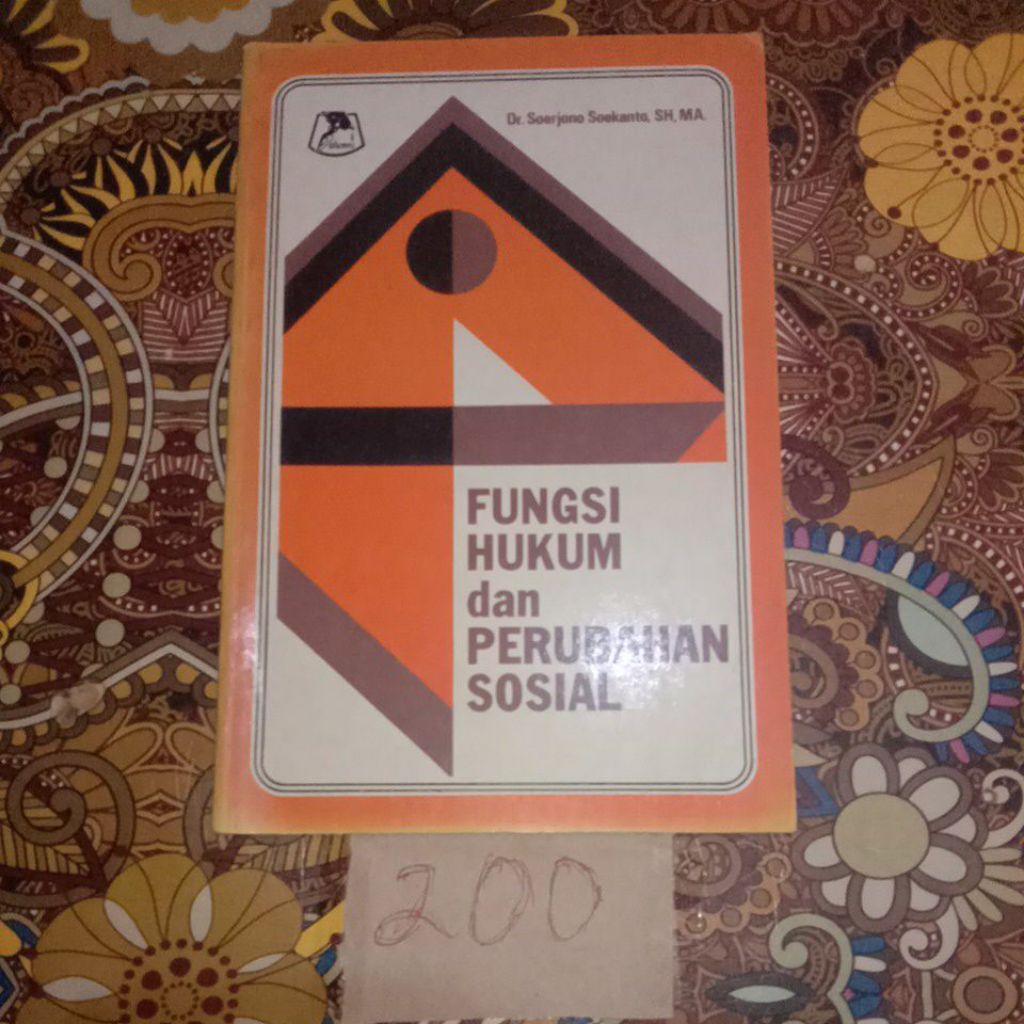 Dr. Soerjono Soekanto, SH, MA.
FUNGSI
HUKUM
dan
PERUBAHAN
SOSIAL
200